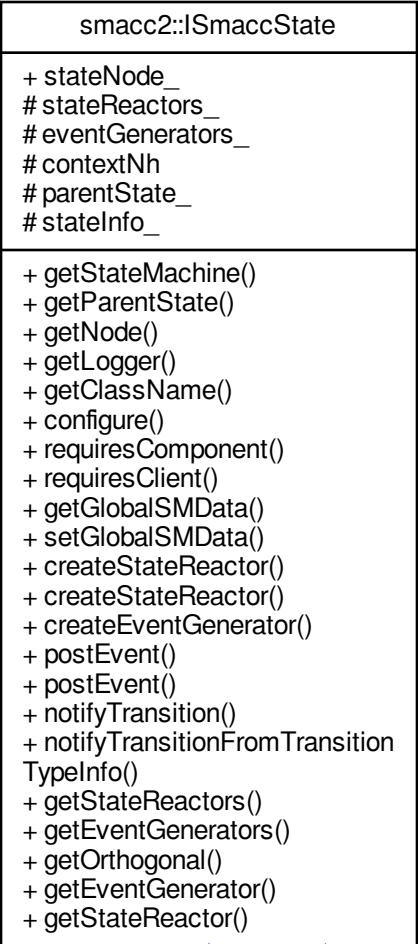 smacc2::ISmaccState
+ stateNode_
# stateReactors_
# eventGenerators_
# contextNh
# parentState_
# stateInfo_
+ getStateMachine()
+ getParentState()
+ getNode()
+ getLogger()
+ getClassName()
+ configure()
+ requiresComponent()
+ requiresClient()
+ getGlobalSMData()
+ setGlobalSMData()
+ createStateReactor()
+ createStateReactor()
+ createEventGenerator()
+ postEvent()
+ postEvent()
+ notifyTransition()
+ notifyTransitionFromTransition
TypeInfo()
+ getStateReactors()
+ getEventGenerators()
+ getOrthogonal()
+ getEventGenerator()
+ getStateReactor()